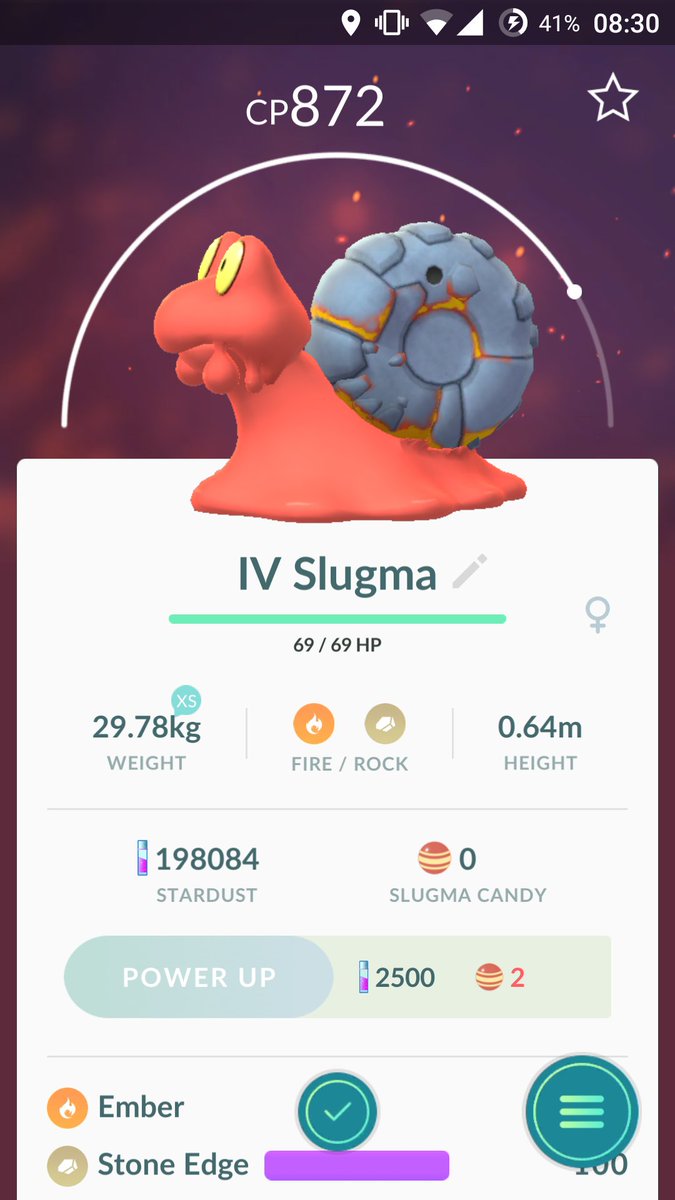 41% 08:30
CP872
IV Slugma
69 / 69 HP
XS
29.78kg
WEIGHT
FIRE / ROCK
0.64m
HEIGHT
198084
STARDUST
0
SLUGMA CANDY
POWER UP 2500 2
Ember
Stone Edge 100